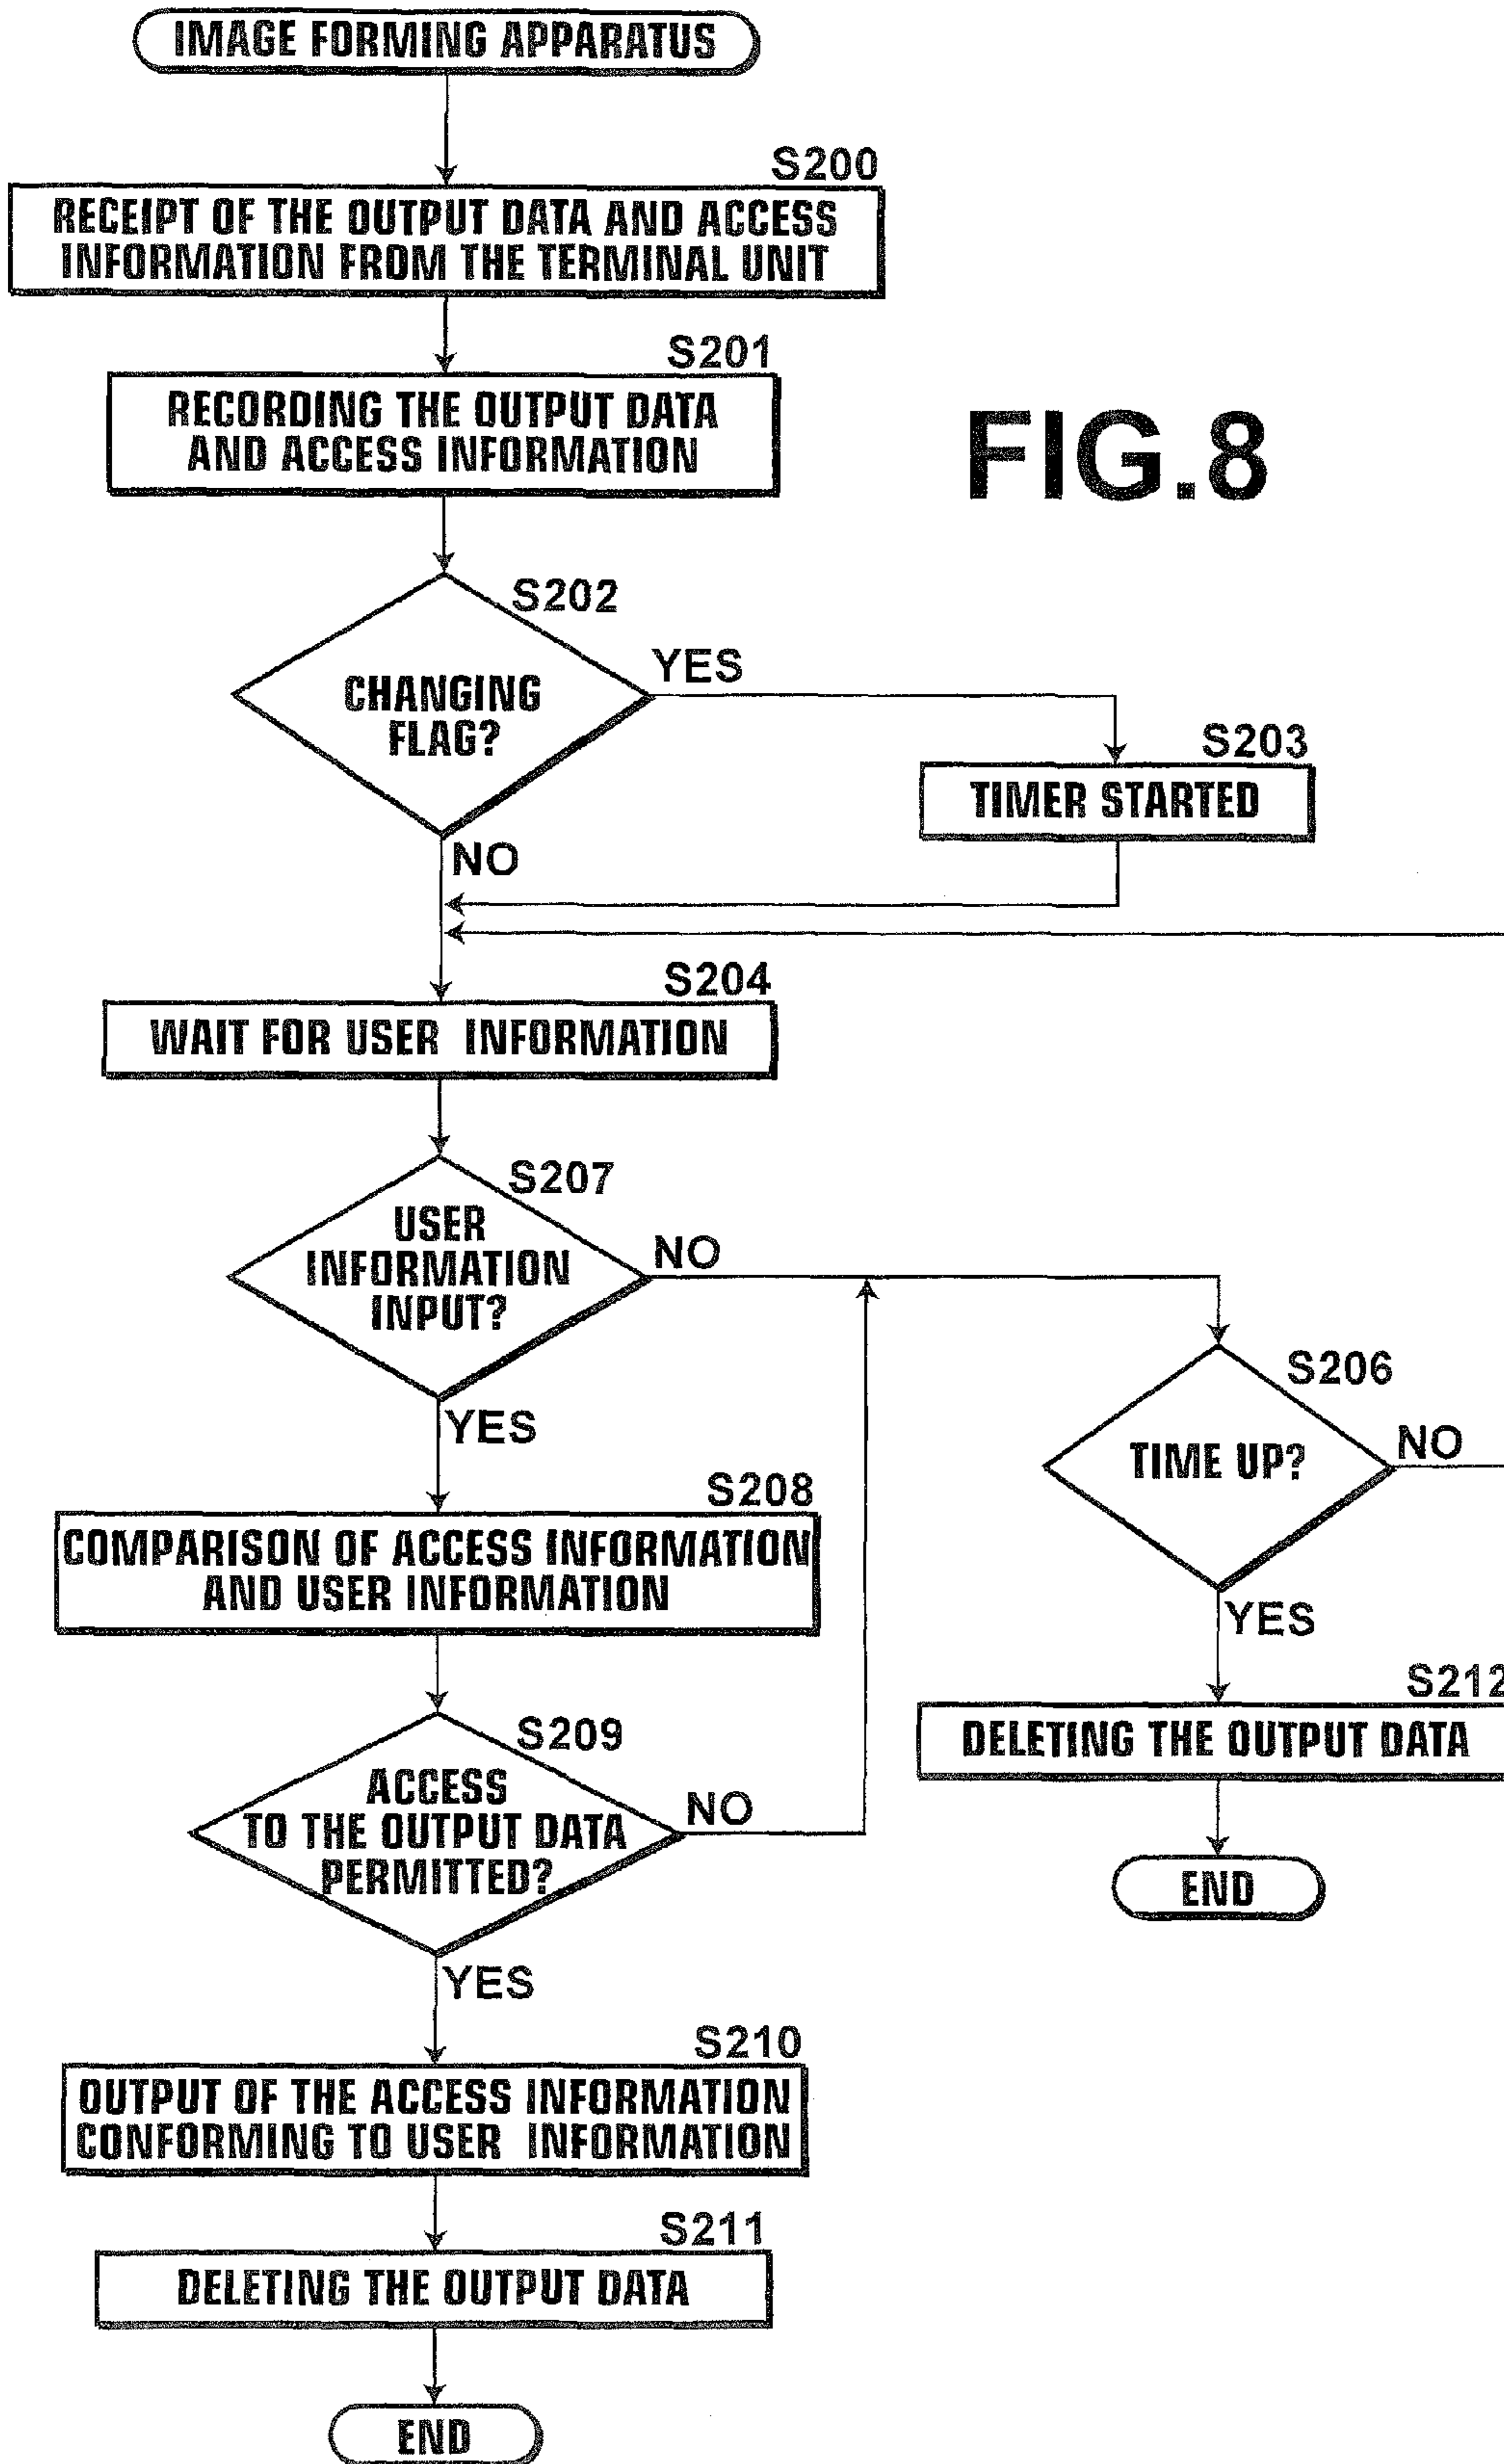 IMAGE FORMING APPARATUS
S200
RECEIPT OF THE OUTPUT DATA AND ACCESS
INFORMATION FROM THE TERMINAL UNIT
S201
RECORDING THE OUTPUT DATA
AND ACCESS INFORMATION
FIG.8
S202
CHANGING
FLAG?
YES
S203
TIMER STARTED
NO
S204
WAIT FOR USER INFORMATION
S207
USER
INFORMATION
INPUT?
NO
YES
S206
TIME UP?
NO
YES
S208
COMPARISON OF ACCESS INFORMATION
AND USER INFORMATION
S209
ACCESS
TO THE OUTPUT DATA
PERMITTED?
NO
YES
S212
DELETING THE OUTPUT DATA
END
S210
OUTPUT OF THE ACCESS INFORMATION
CONFORMING TO USER INFORMATION
S211
DELETING THE OUTPUT DATA
END